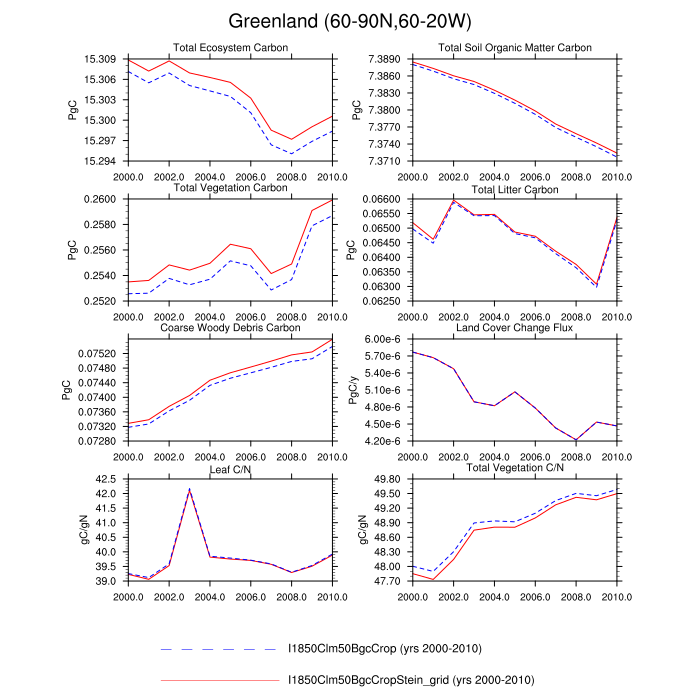 Greenland (60-90N,60-20W)
Total Ecosystem Carbon
PgC
15.309
15.306
15.303
15.300
15.297
15.294
2000.0 2002.0 2004.0 2006.0 2008.0 2010.0
Total Soil Organic Matter Carbon
PgC
7.3890
7.3860
7.3830
7.3800
7.3770
7.3740
7.3710
2000.0 2002.0 2004.0 2006.0 2008.0 2010.0
Total Vegetation Carbon
PgC
0.2600
0.2580
0.2560
0.2540
0.2520
2000.0 2002.0 2004.0 2006.0 2008.0 2010.0
Total Litter Carbon
PgC
0.06600
0.06550
0.06500
0.06450
0.06400
0.06350
0.06300
0.06250
2000.0 2002.0 2004.0 2006.0 2008.0 2010.0
Coarse Woody Debris Carbon
PgC
0.07520
0.07440
0.07360
0.07320
0.07280
2000.0 2002.0 2004.0 2006.0 2008.0 2010.0
Land Cover Change Flux
PgC/y
6.00e-6
5.70e-6
5.40e-6
5.10e-6
4.80e-6
4.50e-6
4.20e-6
2000.0 2002.0 2004.0 2006.0 2008.0 2010.0
Leaf C/N
gC/gN
42.5
42.0
41.5
41.0
40.5
40.0
39.5
39.0
2000.0 2002.0 2004.0 2006.0 2008.0 2010.0
Total Vegetation C/N
gC/gN
49.80
49.50
49.20
48.90
48.60
48.30
48.00
47.70
2000.0 2002.0 2004.0 2006.0 2008.0 2010.0
I1850Clm50BgcCrop (yrs 2000-2010)
I1850Clm50BgcCropStein_grid (yrs 2000-2010)